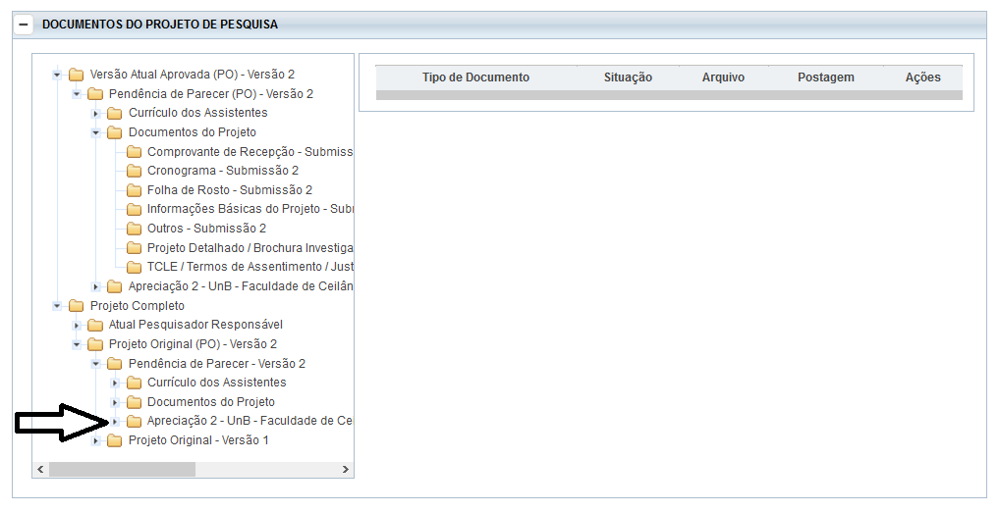 DOCUMENTOS DO PROJETO DE PESQUISA
Versão Atual Aprovada (PO) - Versão 2
Pendência de Parecer (PO) - Versão 2
Currículo dos Assistentes
Documentos do Projeto
Comprovante de Recepção - Submiss
Cronograma - Submissão 2
Folha de Rosto - Submissão 2
Informações Básicas do Projeto - Sub
Outros - Submissão 2
Projeto Detalhado / Brochura Investiga
TCLE / Termos de Assentimento / Just
Apreciação 2 - UnB - Faculdade de Ceilân
Projeto Completo
Atual Pesquisador Responsável
Projeto Original (PO) - Versão 2
Pendência de Parecer - Versão 2
Currículo dos Assistentes
Documentos do Projeto
Apreciação 2 - UnB - Faculdade de Ce
Projeto Original - Versão 1
Tipo de Documento Situação Arquivo Postagem Ações